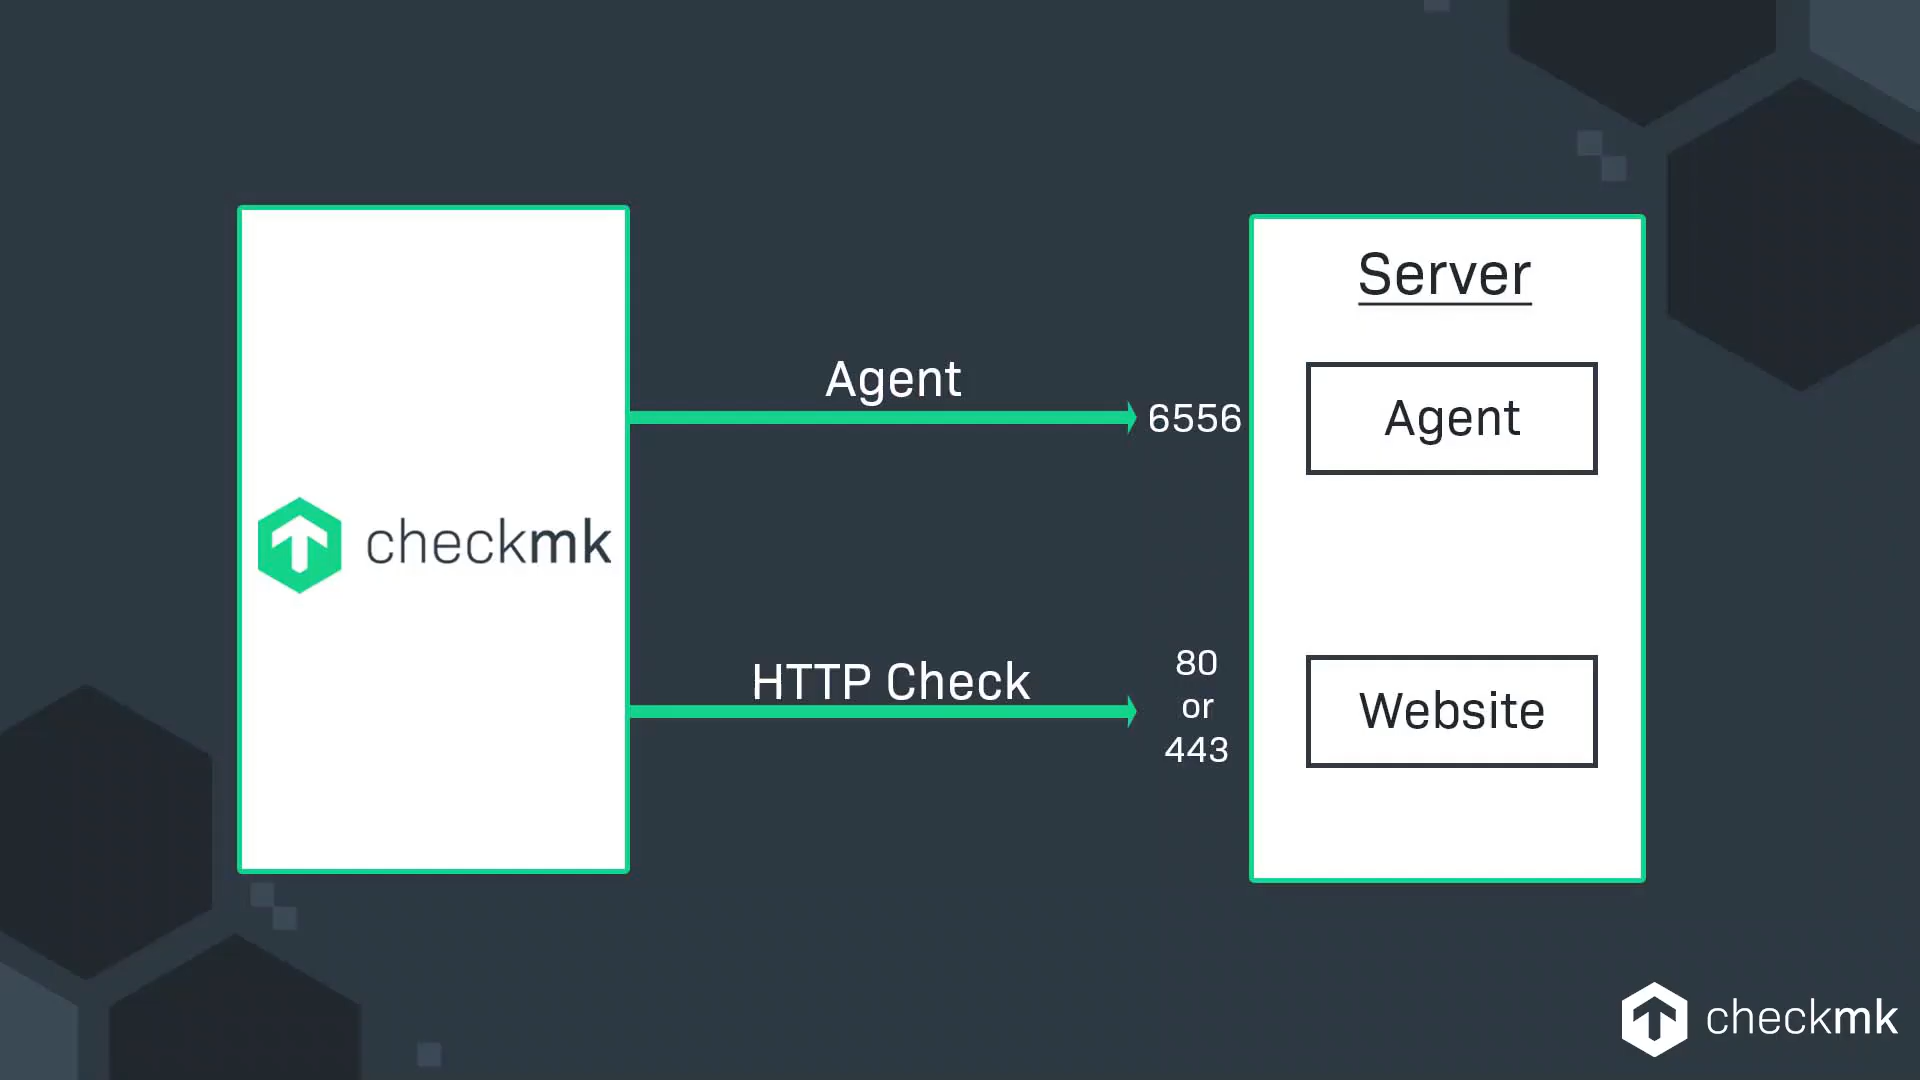 Server
Agent
6556
Agent
checkmk
HTTP Check
80
or
443
Website
checkmk